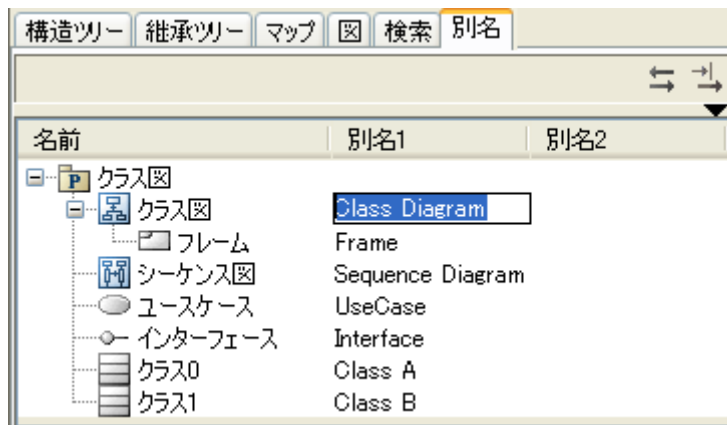 構造ツリー 継承ツリー マップ 図 検索 別名
名前 別名1 別名2
P クラス図
クラス図 Class Diagram
フレーム Frame
シーケンス図 Sequence Diagram
ユースケース UseCase
インターフェース Interface
クラス0 Class A
クラス1 Class B